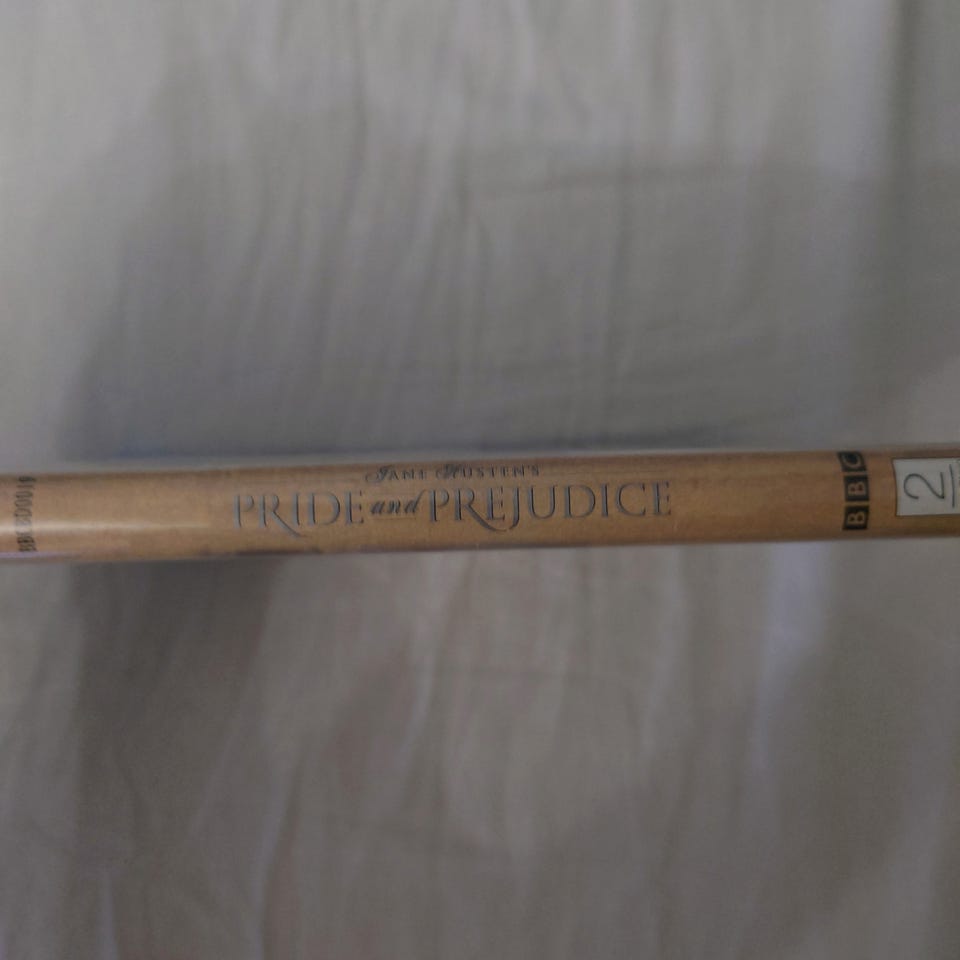 JANE AUSTEN'S
PRIDE and PREJUDICE
BBC
2